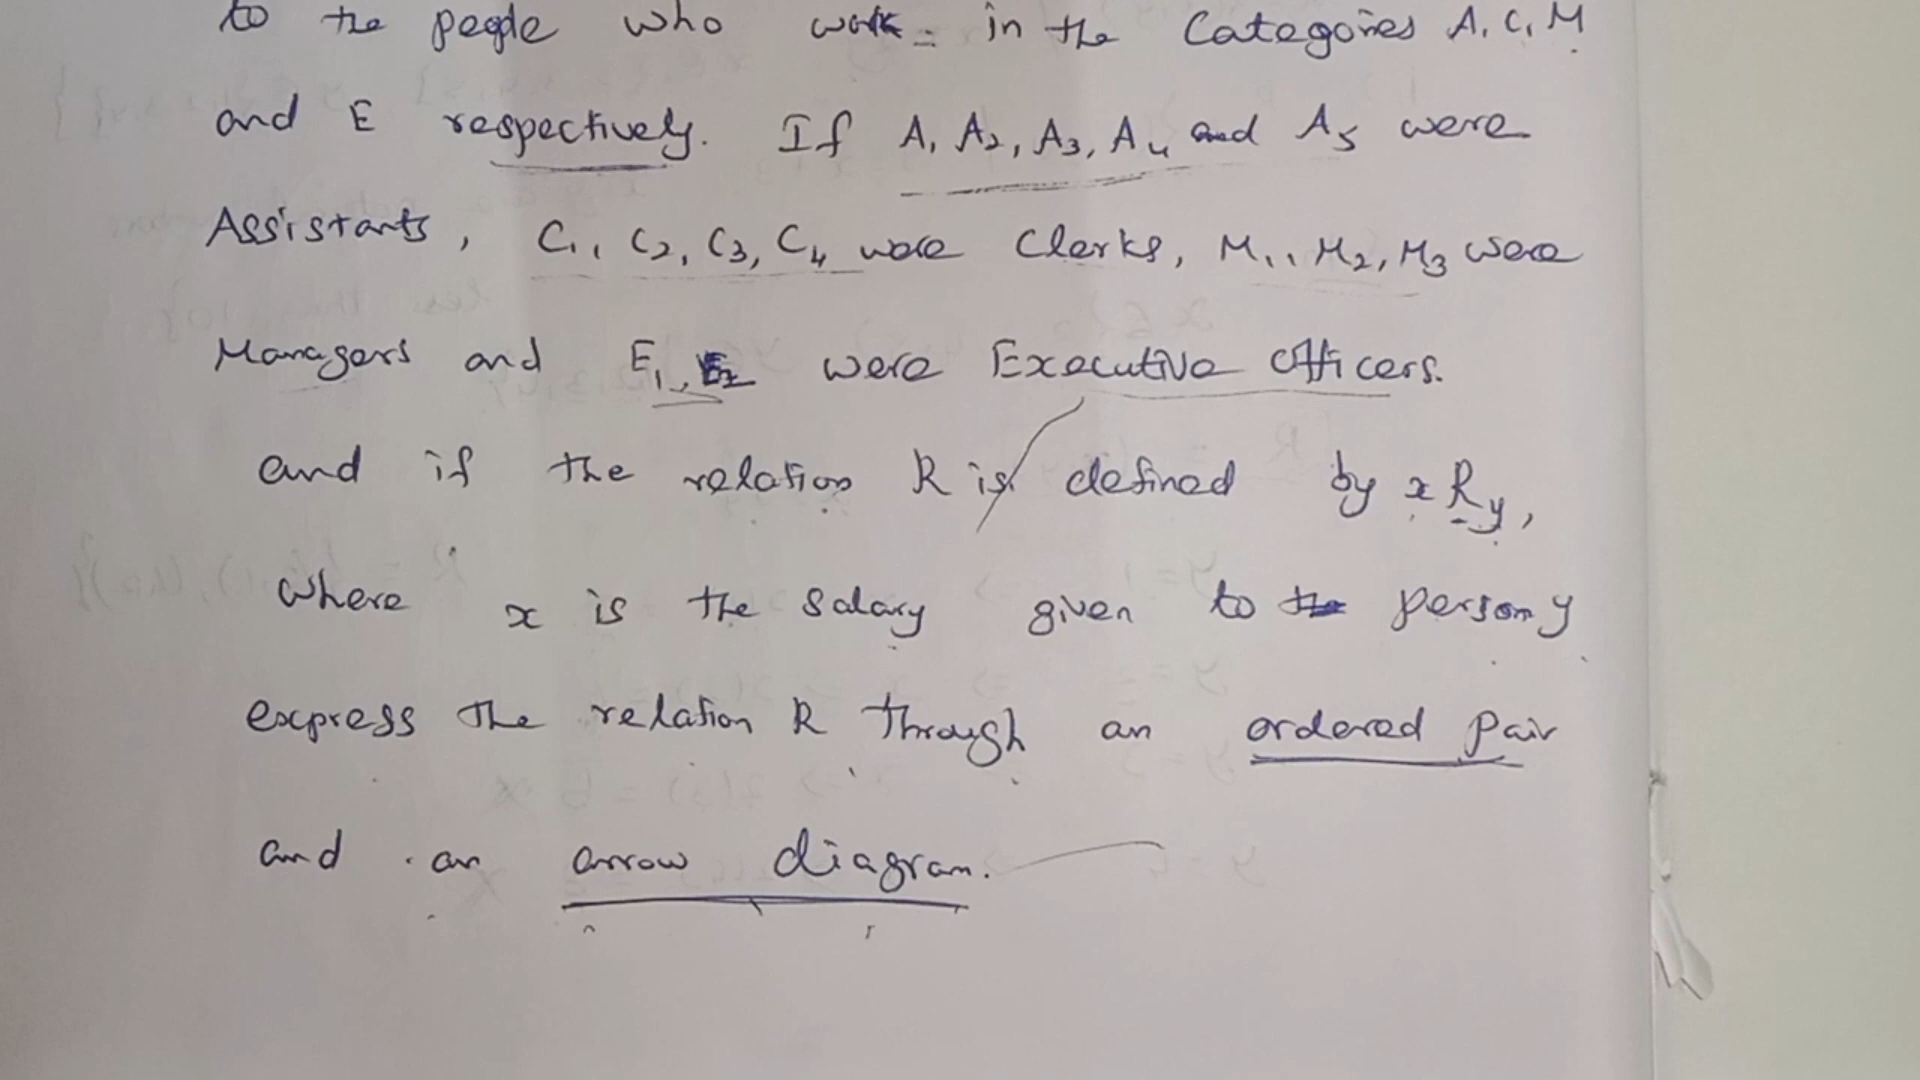 to the people who work in the Categories A, C, M
and E respectively. If A1 A2, A3, A4 and A5 were
Assistants, C1, C2, C3, C4 were Clerks, M1, M2, M3 were
Managers and E1, E2 were Executive Officers.
and if the relation R is defined by xRy,
where x is the salary given to person y
express the relation R through an ordered pair
and an arrow diagram.